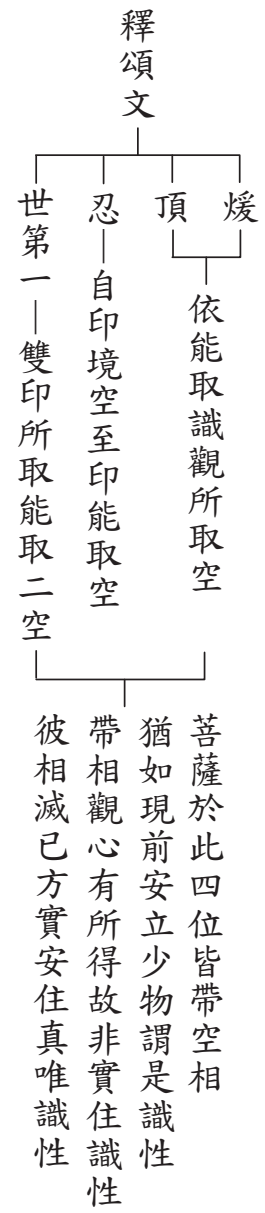 釋頌文
煖
頂
依能取識觀所取空
忍—自印境空至印能取空
世第一—雙印所取能取二空
菩薩於此四位皆帶空相
猶如現前安立少物謂是識性
帶相觀心有所得故非實住識性
彼相滅已方實安住真唯識性